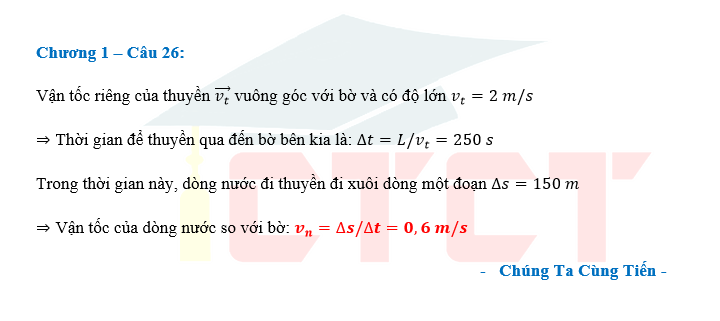 Chương 1 – Câu 26:
Vận tốc riêng của thuyền $\overrightarrow{v_t}$ vuông góc với bờ và có độ lớn $v_t = 2 \, m/s$
⇒ Thời gian để thuyền qua đến bờ bên kia là: $\Delta t = L/v_t = 250 \, s$
Trong thời gian này, dòng nước đi thuyền đi xuôi dòng một đoạn $\Delta s = 150 \, m$
⇒ Vận tốc của dòng nước so với bờ: $v_n = \Delta s/\Delta t = 0,6 \, m/s$
- Chúng Ta Cùng Tiến -
CTCT